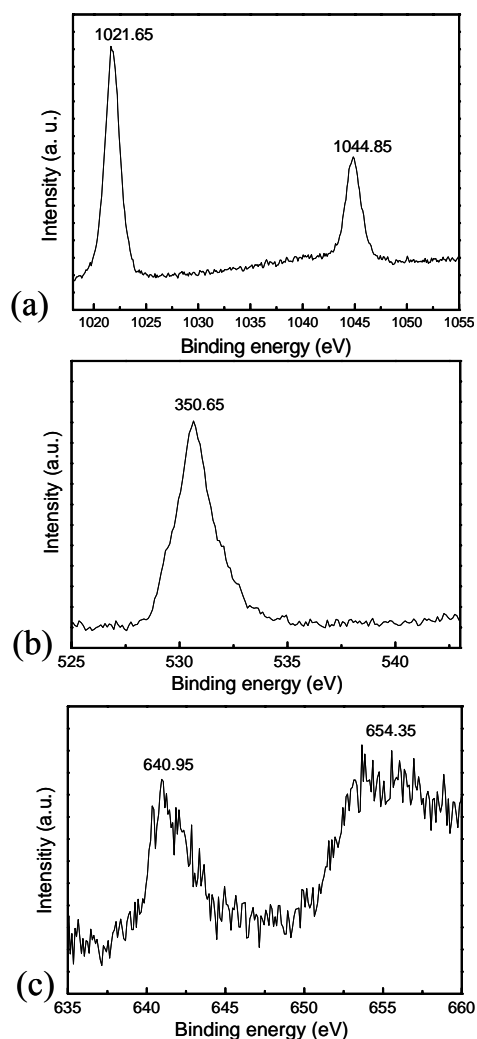 1021.65
1044.85
Intensity (a. u.)
(a)
1020 1025 1030 1035 1040 1045 1050 1055
Binding energy (eV)
350.65
Intensity (a.u.)
(b)
525 530 535 540
Binding energy (eV)
654.35
640.95
Intensitiy (a.u.)
(c)
635 640 645 650 655 660
Binding energy (eV)